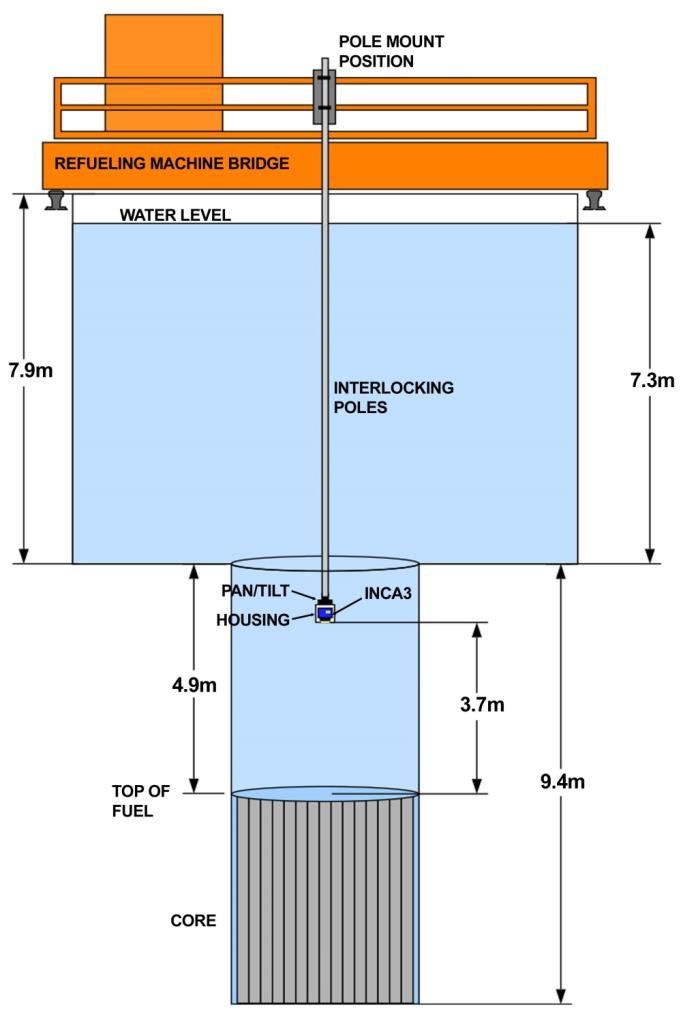 POLE MOUNT
POSITION
REFUELING MACHINE BRIDGE
WATER LEVEL
7.9m
7.3m
INTERLOCKING
POLES
PAN/TILT
INCA3
HOUSING
4.9m
3.7m
9.4m
TOP OF
FUEL
CORE